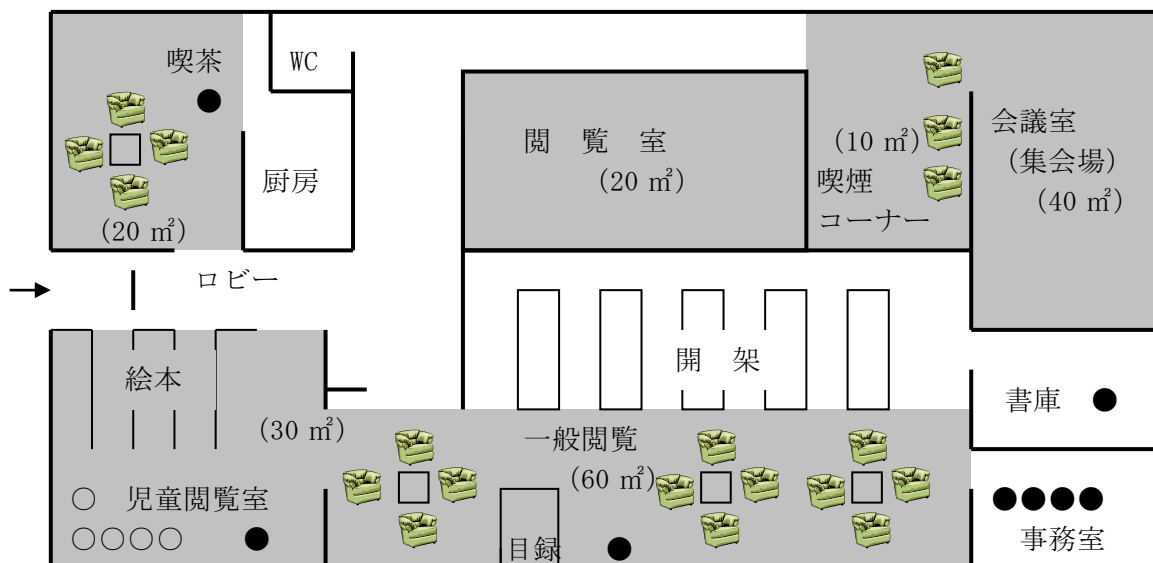 喫茶
WC
厨房
(20 ㎡)
閲 覧 室
(20 ㎡)
(10 ㎡)
喫煙
コーナー
会議室
(集会場)
(40 ㎡)
ロビー
絵本
(30 ㎡)
児童閲覧室
開 架
一般閲覧
(60 ㎡)
目録
書庫
事務室